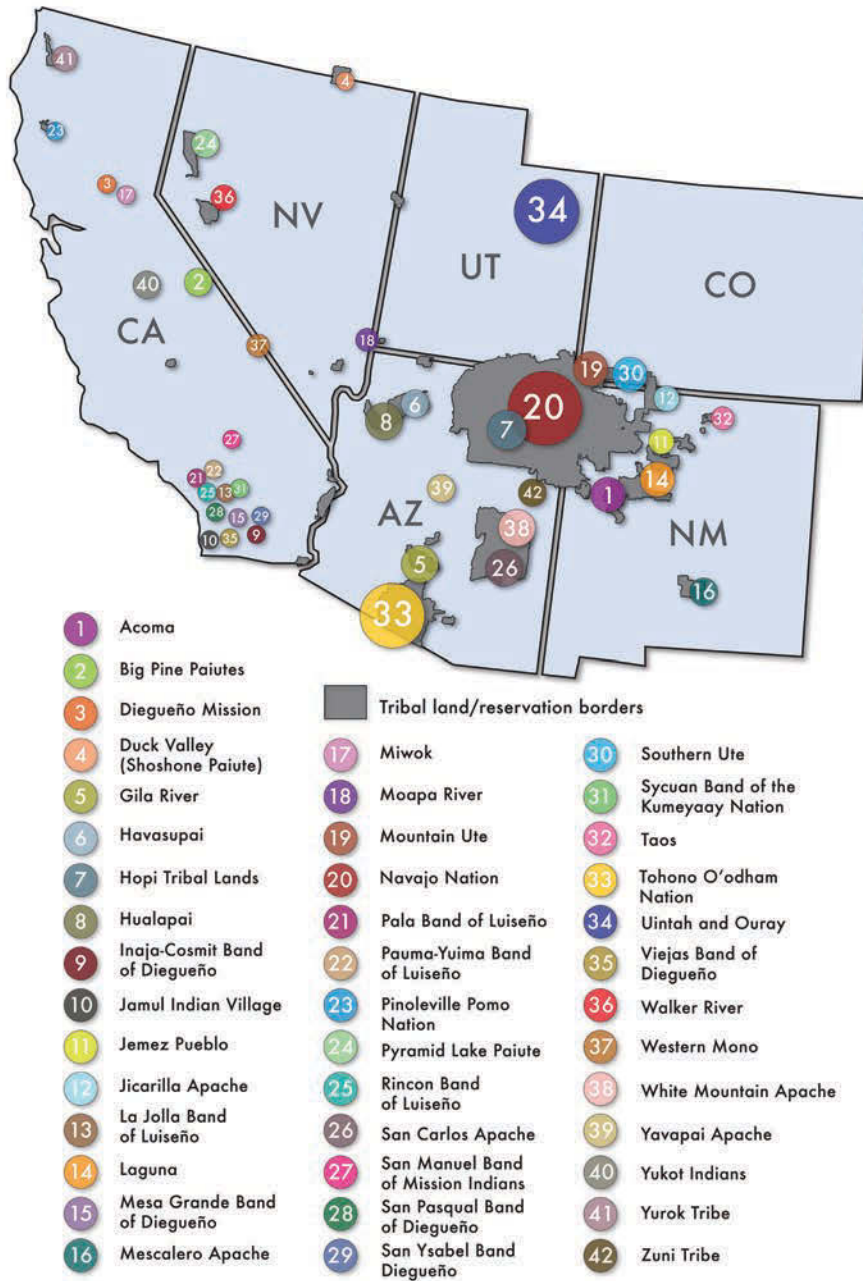 41
4
23
24
3
17
36
NV
34
UT
CO
40
2
CA
18
37
19
30
12
20
6
8
7
32
11
27
14
21
22
39
42
1
25
13
31
AZ
38
28
15
29
NM
10
35
9
5
26
16
33
1 Acoma
2 Big Pine Paiutes
3 Diegueño Mission
4 Duck Valley
(Shoshone Paiute)
5 Gila River
6 Havasupai
7 Hopi Tribal Lands
8 Hualapai
9 Inaja-Cosmit Band
of Diegueño
10 Jamul Indian Village
11 Jemez Pueblo
12 Jicarilla Apache
13 La Jolla Band
of Luiseño
14 Laguna
15 Mesa Grande Band
of Diegueño
16 Mescalero Apache
Tribal land/reservation borders
17 Miwok
18 Moapa River
19 Mountain Ute
20 Navajo Nation
21 Pala Band of Luiseño
22 Pauma-Yuima Band
of Luiseño
23 Pinoleville Pomo
Nation
24 Pyramid Lake Paiute
25 Rincon Band
of Luiseño
26 San Carlos Apache
27 San Manuel Band
of Mission Indians
28 San Pasqual Band
of Diegueño
29 San Ysabel Band
Diegueño
30 Southern Ute
31 Sycuan Band of the
Kumeyaay Nation
32 Taos
33 Tohono O'odham
Nation
34 Uintah and Ouray
35 Viejas Band of
Diegueño
36 Walker River
37 Western Mono
38 White Mountain Apache
39 Yavapai Apache
40 Yukot Indians
41 Yurok Tribe
42 Zuni Tribe